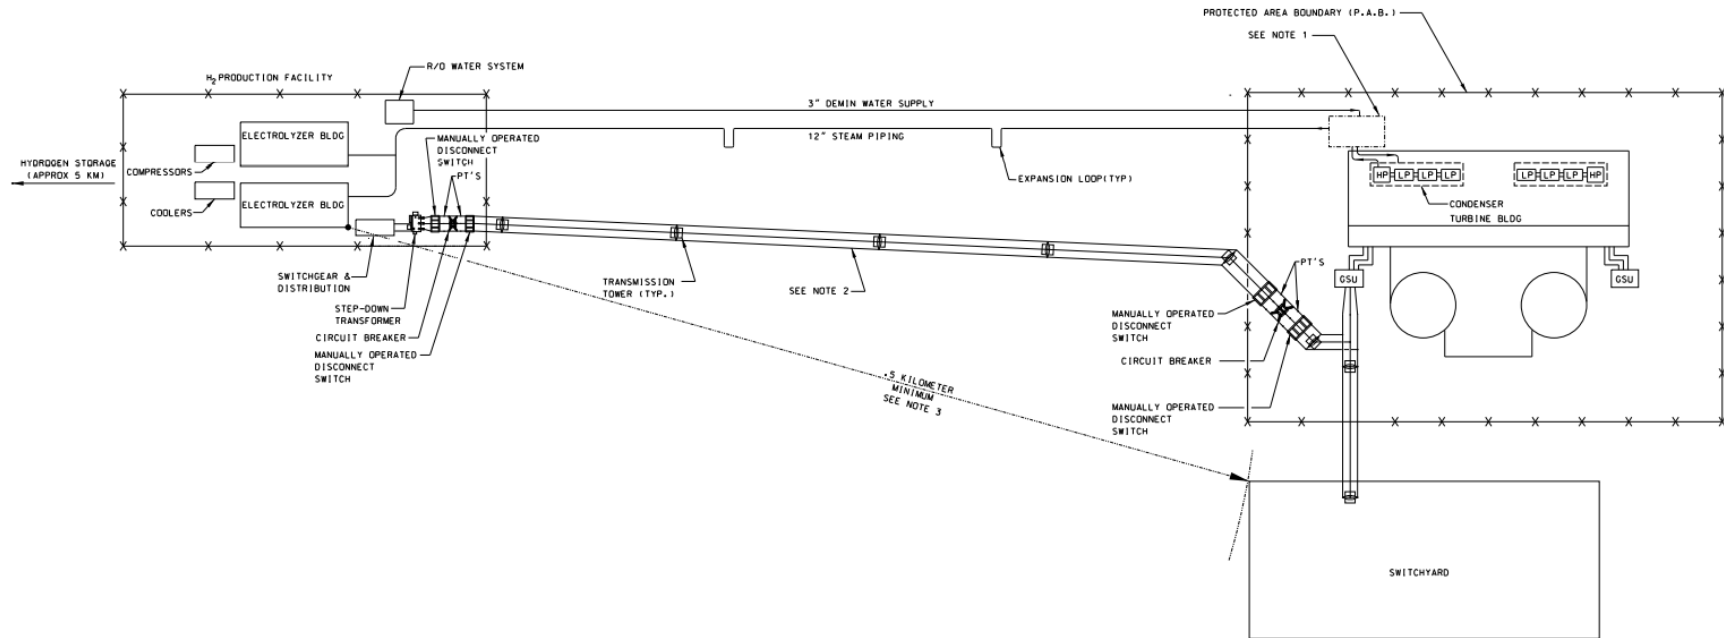 PROTECTED AREA BOUNDARY (P.A.B.)
SEE NOTE 1
R/O WATER SYSTEM
H2 PRODUCTION FACILITY
3" DEMIN WATER SUPPLY
12" STEAM PIPING
ELECTROLYZER BLDG
MANUALLY OPERATED
DISCONNECT
SWITCH
PT'S
HYDROGEN STORAGE
(APPROX 5 KM)
COMPRESSORS
EXPANSION LOOP(TYP)
HP LP LP LP
LP LP LP HP
CONDENSER
TURBINE BLDG
COOLERS
ELECTROLYZER BLDG
SWITCHGEAR &
DISTRIBUTION
STEP-DOWN
TRANSFORMER
CIRCUIT BREAKER
MANUALLY OPERATED
DISCONNECT
SWITCH
TRANSMISSION
TOWER (TYP.)
SEE NOTE 2
PT'S
GSU
GSU
MANUALLY OPERATED
DISCONNECT
SWITCH
CIRCUIT BREAKER
MANUALLY OPERATED
DISCONNECT
SWITCH
.5 KILOMETER
MINIMUM
SEE NOTE 3
SWITCHYARD